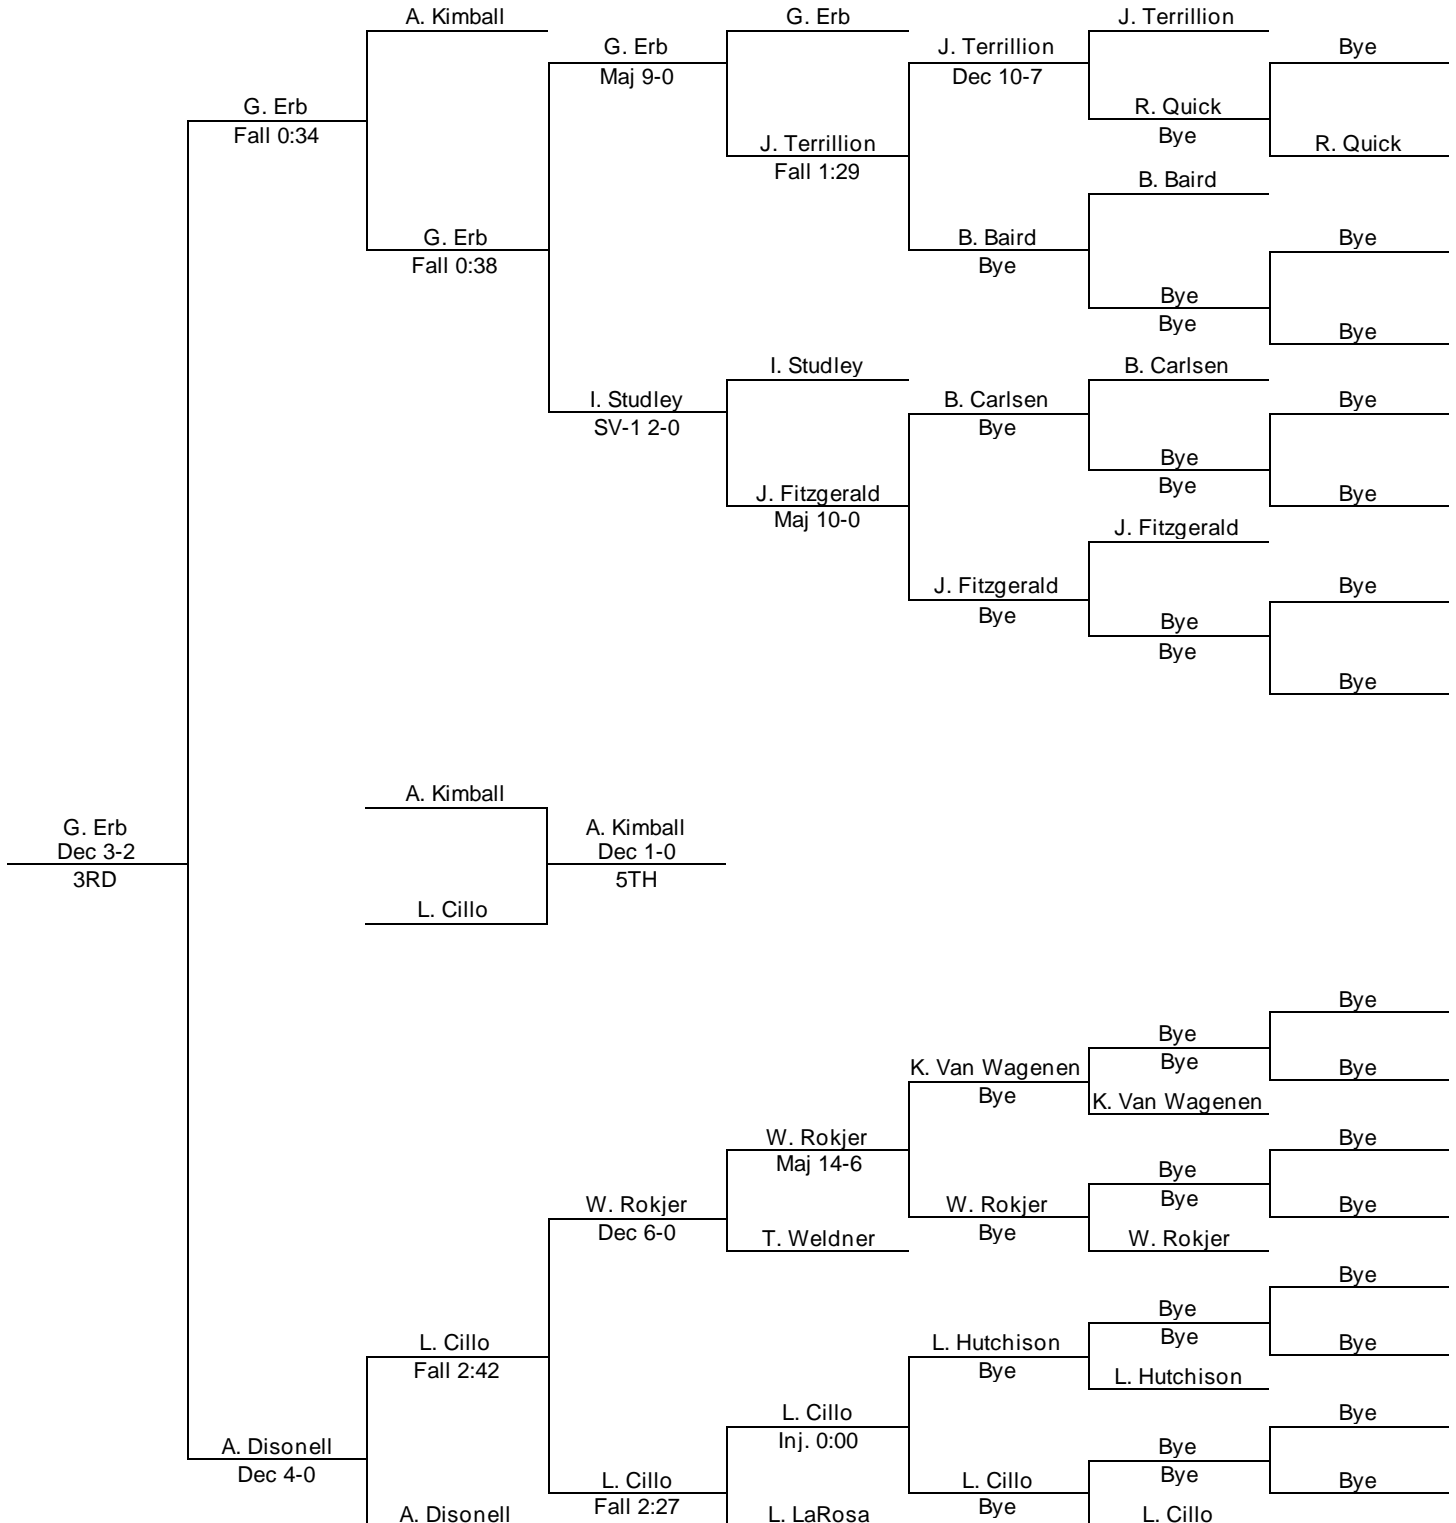 A. Kimball
G. Erb
J. Terrillion
G. Erb
Maj 9-0
J. Terrillion
Dec 10-7
Bye
G. Erb
Fall 0:34
R. Quick
Bye
J. Terrillion
Fall 1:29
R. Quick
B. Baird
G. Erb
Fall 0:38
B. Baird
Bye
Bye
Bye
Bye
Bye
I. Studley
B. Carlsen
I. Studley
SV-1 2-0
B. Carlsen
Bye
Bye
Bye
Bye
J. Fitzgerald
Maj 10-0
Bye
J. Fitzgerald
J. Fitzgerald
Bye
Bye
Bye
Bye
Bye
A. Kimball
G. Erb
Dec 3-2
3RD
A. Kimball
Dec 1-0
5TH
L. Cillo
Bye
Bye
Bye
K. Van Wagenen
Bye
Bye
K. Van Wagenen
W. Rokjer
Maj 14-6
Bye
Bye
Bye
W. Rokjer
Dec 6-0
W. Rokjer
Bye
Bye
T. Weldner
W. Rokjer
Bye
Bye
Bye
L. Cillo
Fall 2:42
L. Hutchison
Bye
Bye
L. Hutchison
L. Cillo
Inj. 0:00
Bye
A. Disonell
Dec 4-0
Bye
Bye
L. Cillo
Fall 2:27
L. Cillo
Bye
Bye
A. Disonell
L. LaRosa
L. Cillo